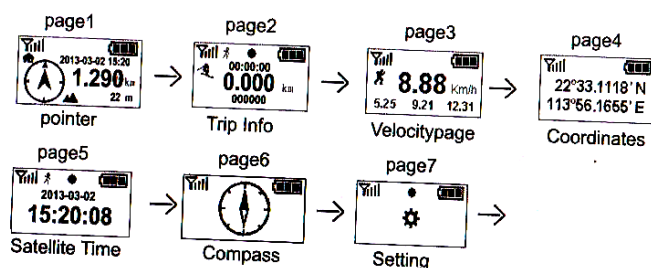 page1
2013-03-02 15:20
1.290km
22 m
pointer
page2
00:00:00
0.000 km
000000
Trip Info
page3
8.88 Km/h
5.25 9.21 12.31
Velocitypage
page4
22°33.1118'N
113°56.1655'E
Coordinates
page5
2013-03-02
15:20:08
Satellite Time
page6
Compass
page7
Setting